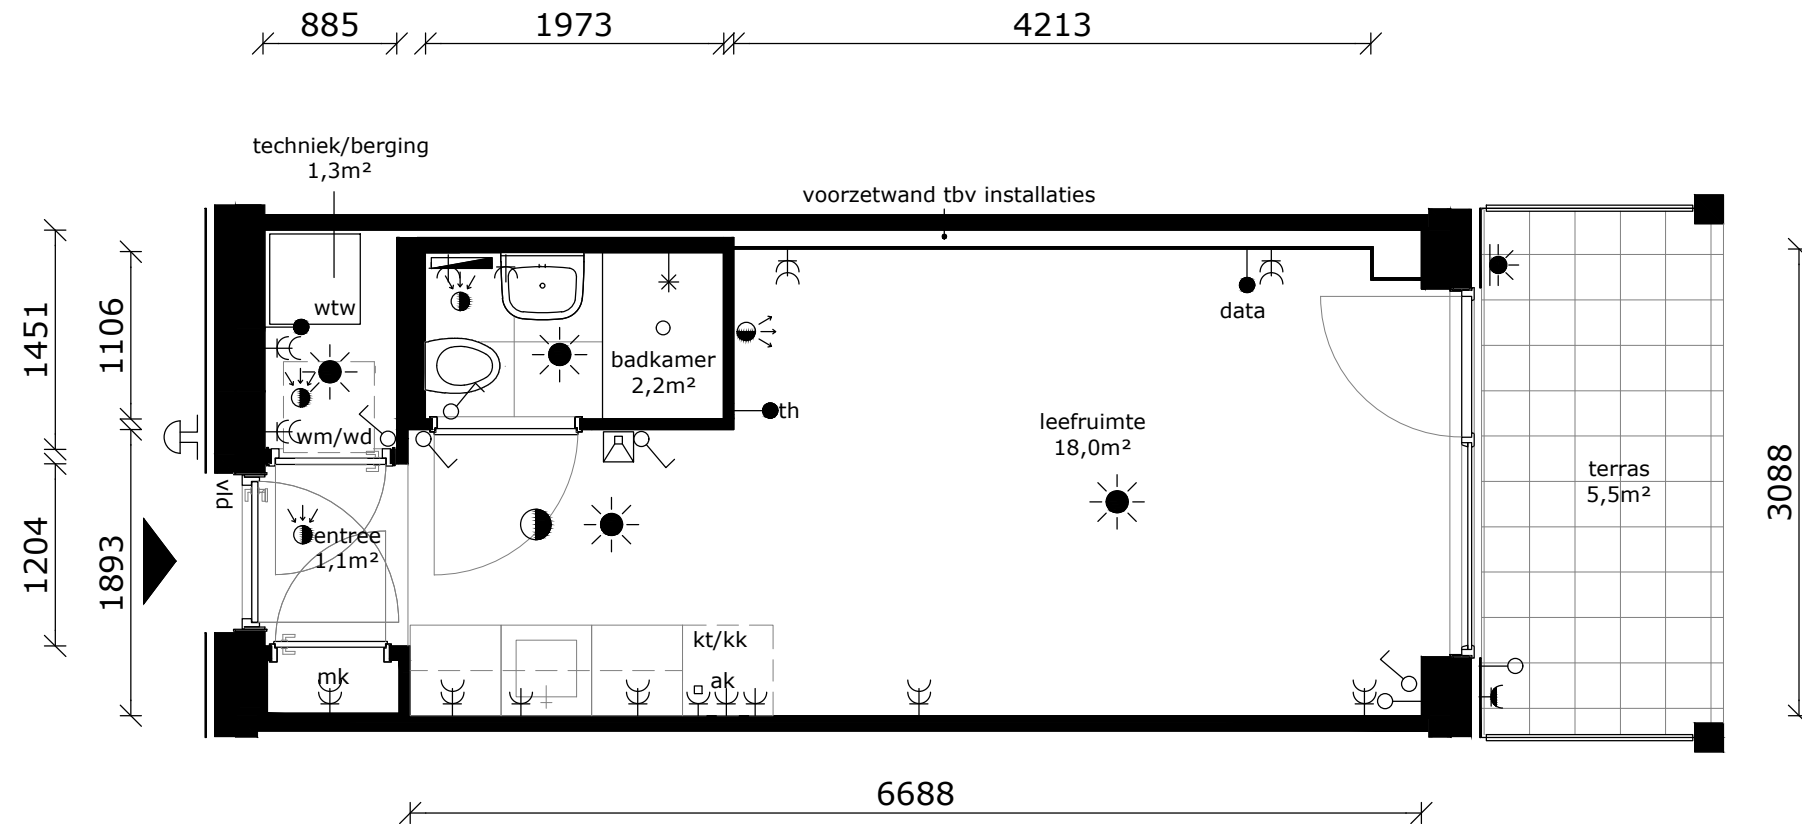 885
1973
4213
techniek/berging
1,3m²
voorzetwand tbv installaties
1451
1106
wtw
data
badkamer
2,2m²
th
leefruimte
18,0m²
wm/wd
vld
terras
5,5m²
3088
1204
1893
entree
1,1m²
kt/kk
mk
ak
6688